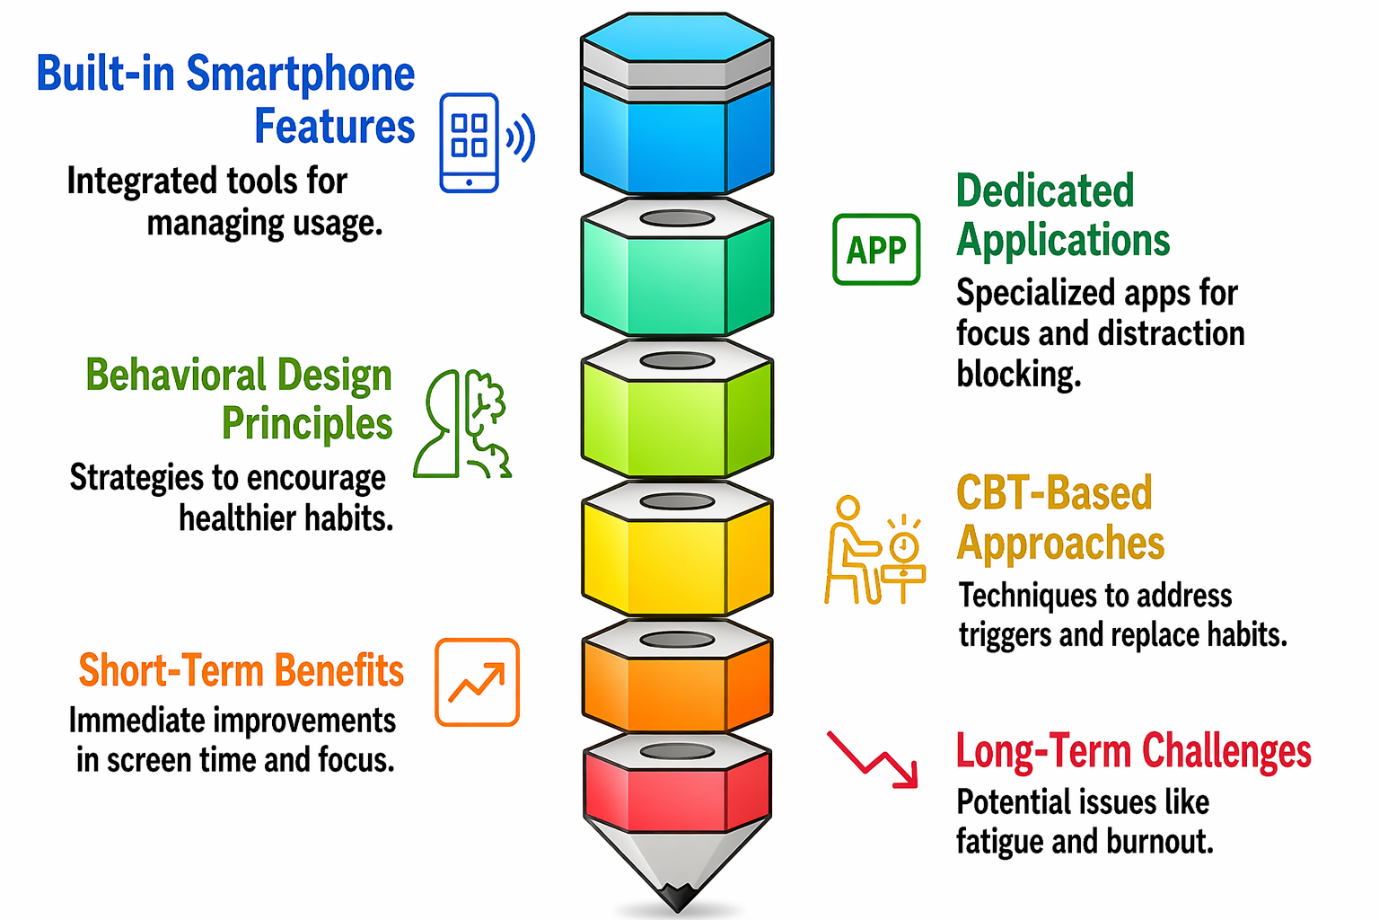 Built-in Smartphone
Features
Integrated tools for
managing usage.
APP
Dedicated
Applications
Specialized apps for
focus and distraction
blocking.
Behavioral Design
Principles
Strategies to encourage
healthier habits.
CBT-Based
Approaches
Techniques to address
triggers and replace habits.
Short-Term Benefits
Immediate improvements
in screen time and focus.
Long-Term Challenges
Potential issues like
fatigue and burnout.